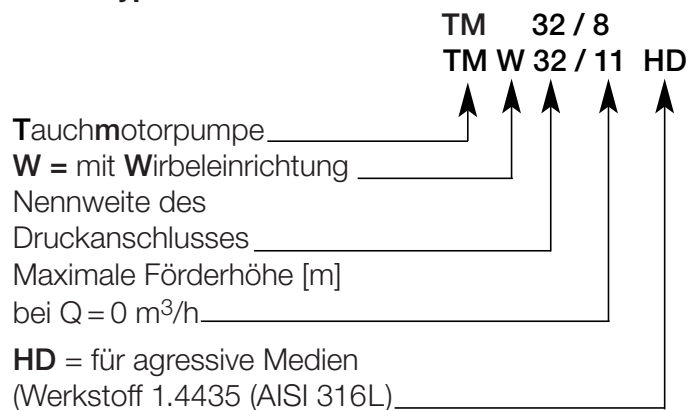 TM 32 / 8
TM W 32 / 11 HD
Tauchmotorpumpe
W = mit Wirbeleinrichtung
Nennweite des
Druckanschlusses
Maximale Förderhöhe [m]
bei Q = 0 m³/h
HD = für agressive Medien
(Werkstoff 1.4435 (AISI 316L)